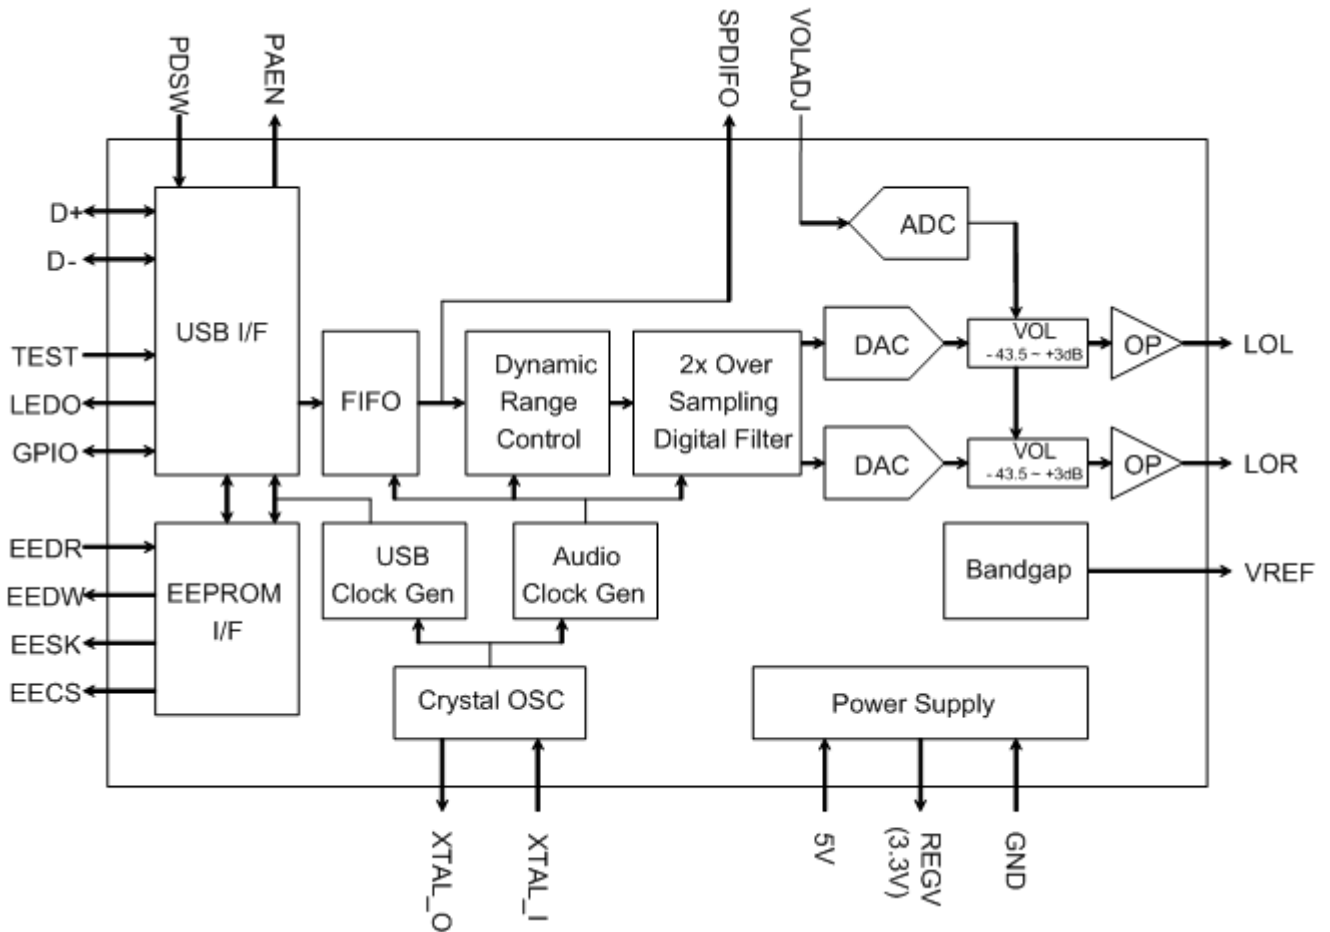 PDSW
PAEN
SPDIFO
VOLADJ
D+
D-
TEST
LEDO
GPIO
USB I/F
FIFO
Dynamic
Range
Control
2x Over
Sampling
Digital Filter
ADC
DAC
VOL
- 43.5 ~ +3dB
OP
LOL
DAC
VOL
- 43.5 ~ +3dB
OP
LOR
EEDR
EEDW
EESK
EECS
EEPROM
I/F
USB
Clock Gen
Audio
Clock Gen
Bandgap
VREF
Crystal OSC
Power Supply
XTAL_O
XTAL_I
5V
REGV
(3.3V)
GND